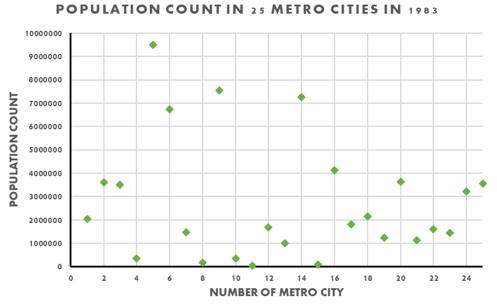 POPULATION COUNT IN 25 METRO CITIES IN 1983
10000000
9000000
8000000
7000000
6000000
5000000
4000000
3000000
2000000
1000000
0
POPULATION COUNT
0 2 4 6 8 10 12 14 16 18 20 22 24
NUMBER OF METRO CITY